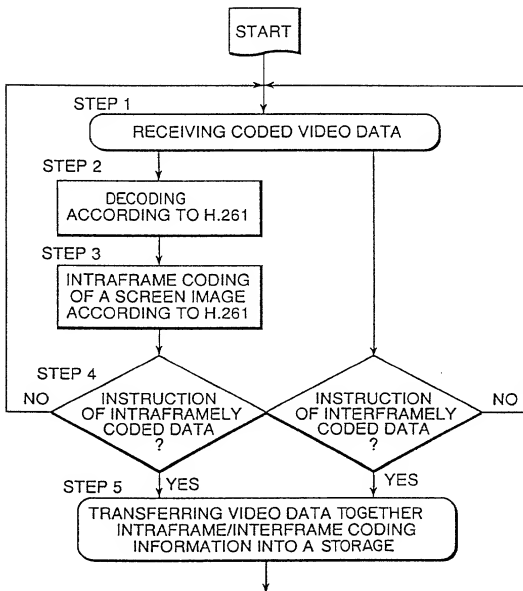 START
STEP 1
RECEIVING CODED VIDEO DATA
STEP 2
DECODING
ACCORDING TO H.261
STEP 3
INTRAFRAME CODING
OF A SCREEN IMAGE
ACCORDING TO H.261
STEP 4
NO
INSTRUCTION
OF INTRAFRAMELY
CODED DATA
?
INSTRUCTION
OF INTERFRAMELY
CODED DATA
?
NO
YES
YES
STEP 5
TRANSFERRING VIDEO DATA TOGETHER
INTRAFRAME/INTERFRAME CODING
INFORMATION INTO A STORAGE